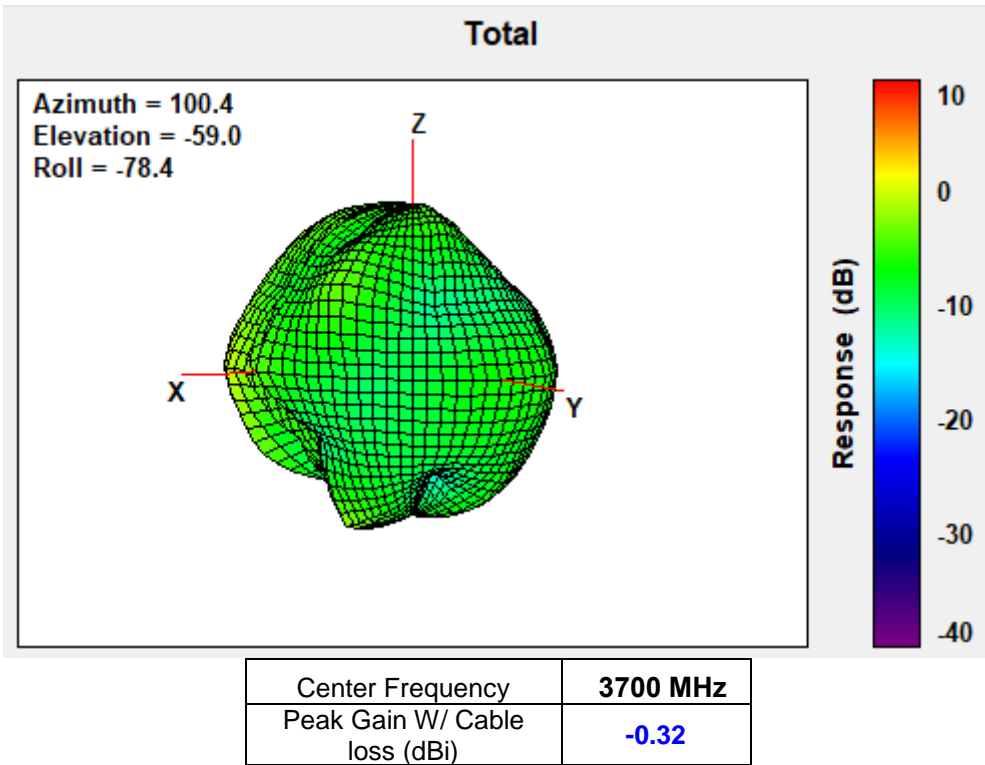 Total
Azimuth = 100.4
Elevation = -59.0
Roll = -78.4
Z
X
Y
10
0
-10
-20
-30
-40
Response (dB)
Center Frequency 3700 MHz
Peak Gain W/ Cable
loss (dBi) -0.32